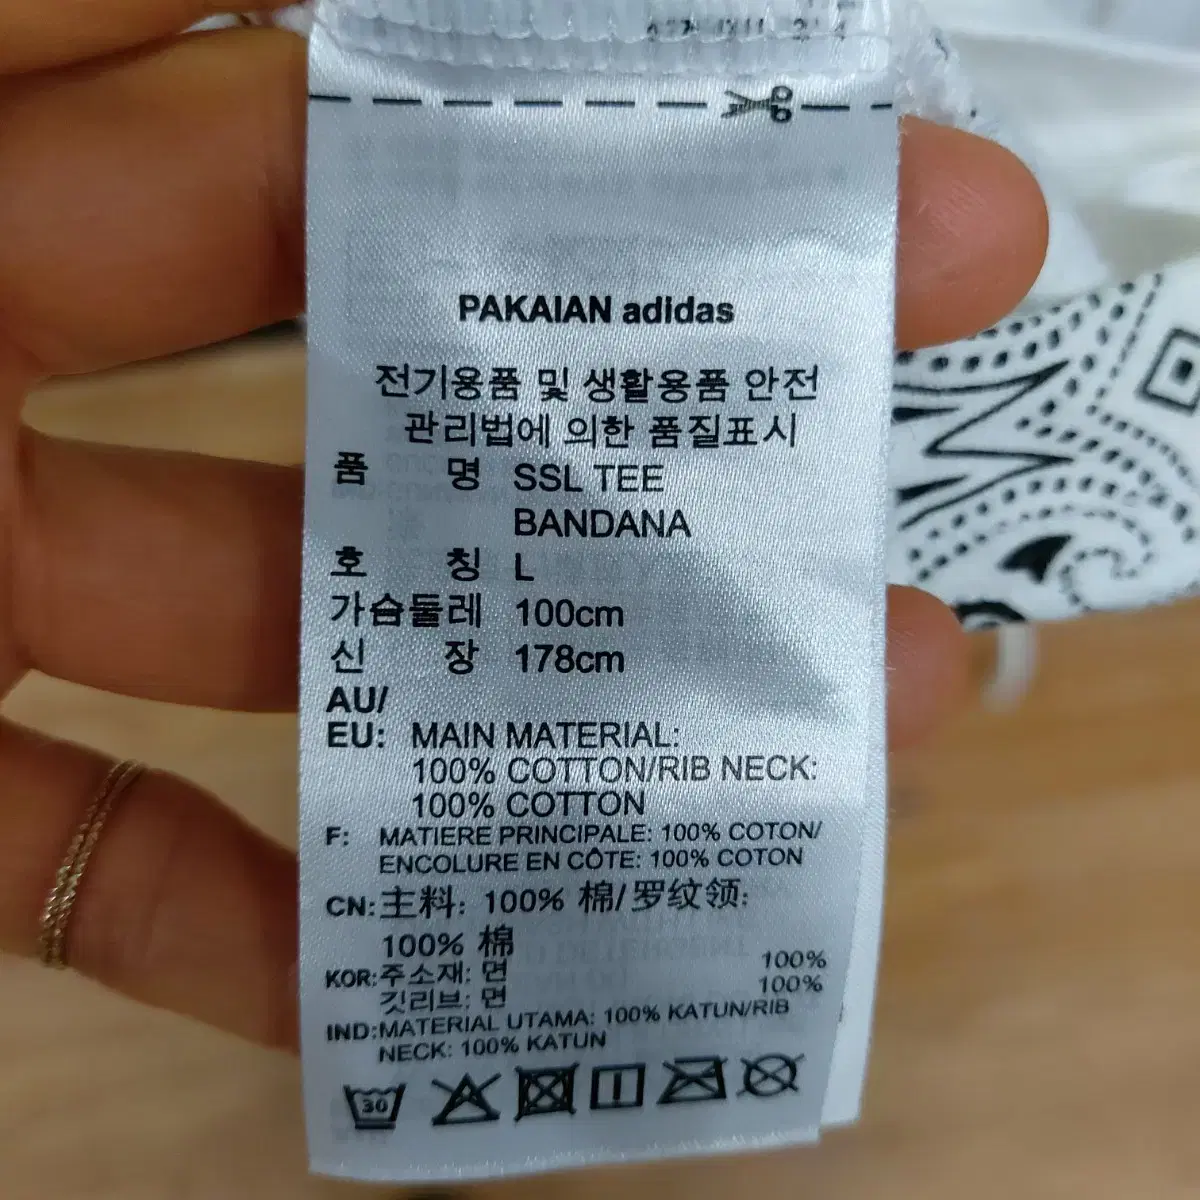 PAKAIAN adidas
전기용품 및 생활용품 안전
관리법에 의한 품질표시
품 명 SSL TEE
BANDANA
호 칭 L
가슴둘레 100cm
신 장 178cm
AU/
EU: MAIN MATERIAL:
100% COTTON/RIB NECK:
100% COTTON
F: MATIERE PRINCIPALE: 100% COTON/
ENCOLURE EN CÔTE: 100% COTON
CN:主料: 100% 棉/罗纹领:
100% 棉
KOR:주소재: 면 100%
깃리브: 면 100%
IND:MATERIAL UTAMA: 100% KATUN/RIB
NECK: 100% KATUN
30